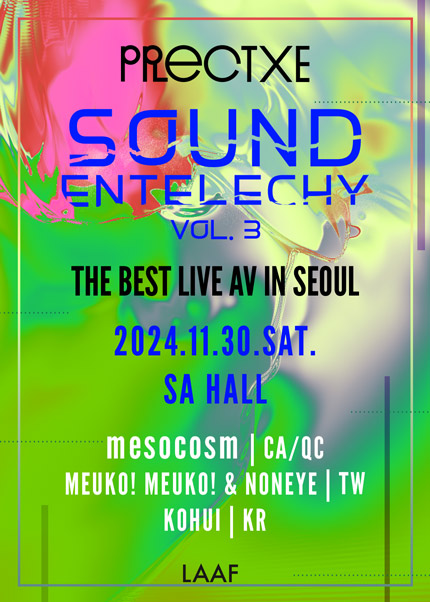 PRECTXE
SOUND
ENTELECHY
VOL. 3
THE BEST LIVE AV IN SEOUL
2024.11.30.SAT.
SA HALL
mesocosm | CA/QC
MEUKO! MEUKO! & NONEYE | TW
KOHUI | KR
LAAF